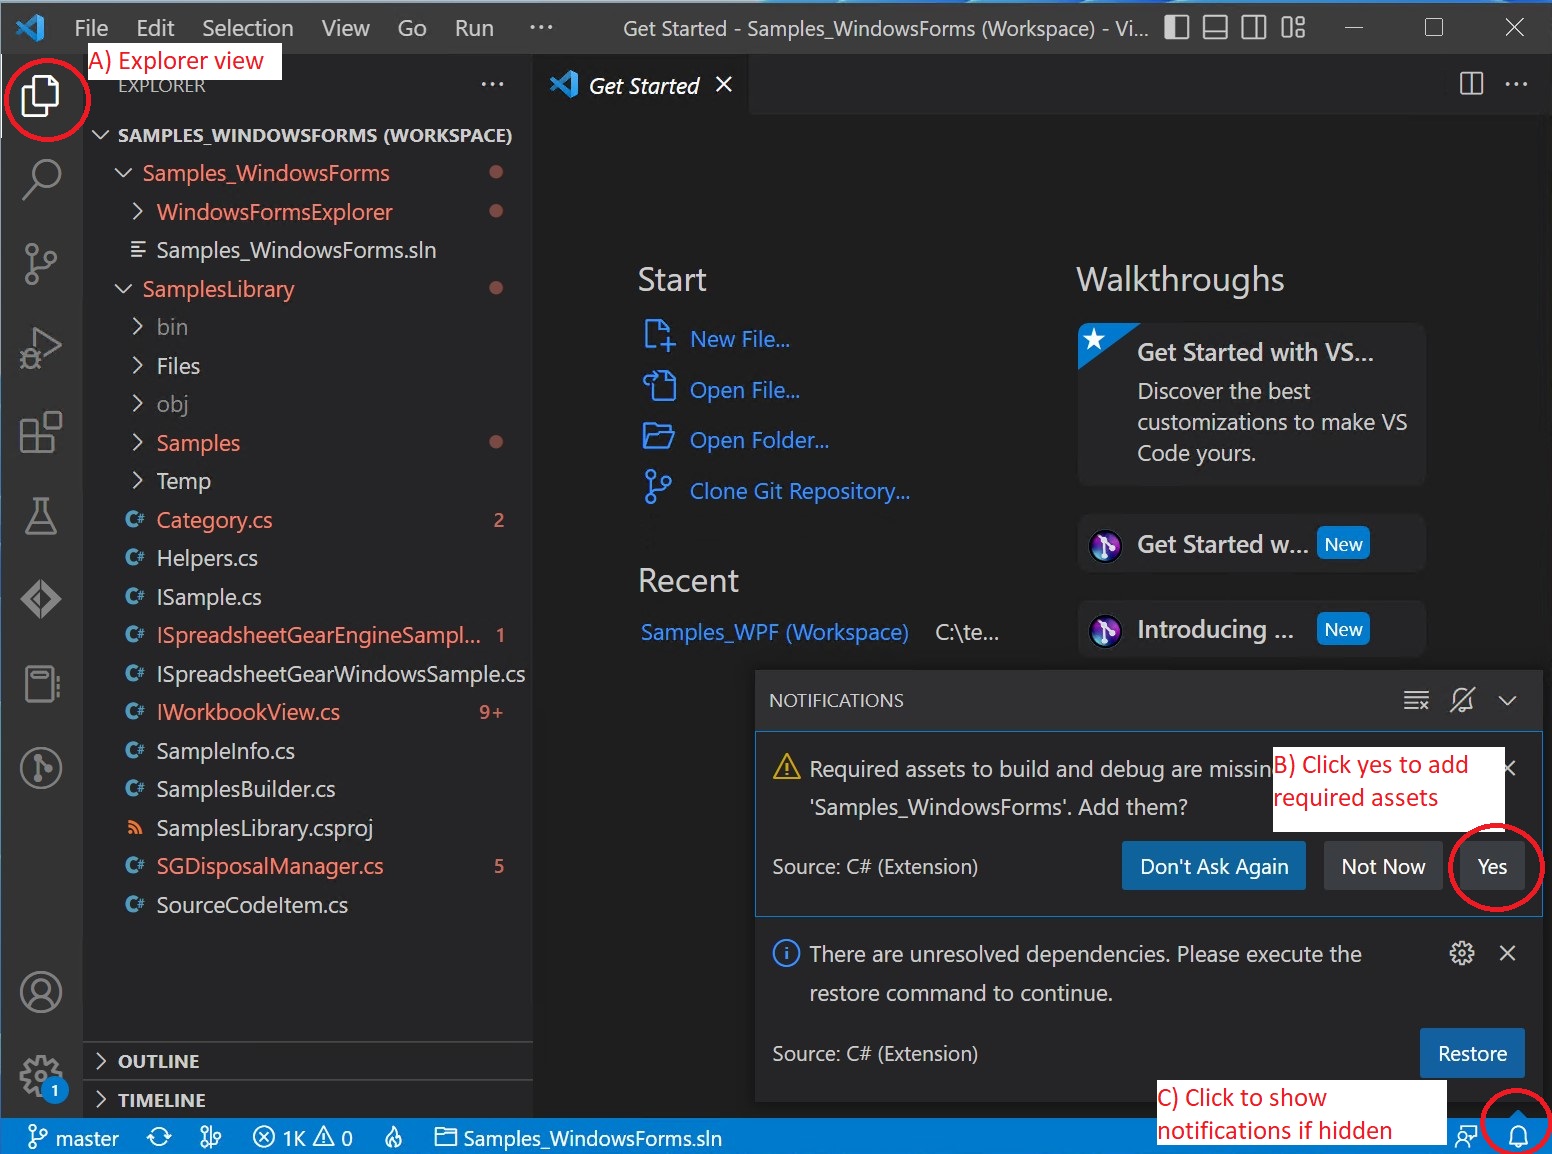 File Edit Selection View Go Run ··· Get Started - Samples_WindowsForms (Workspace) - Vi...
A) Explorer view
EXPLORER ···
Get Started
SAMPLES_WINDOWSFORMS (WORKSPACE)
Samples_WindowsForms
WindowsFormsExplorer
Samples_WindowsForms.sln
SamplesLibrary
bin
Files
obj
Samples
Temp
C# Category.cs 2
C# Helpers.cs
C# ISample.cs
C# ISpreadsheetGearEngineSampl... 1
C# ISpreadsheetGearWindowsSample.cs
C# IWorkbookView.cs 9+
C# SampleInfo.cs
C# SamplesBuilder.cs
SamplesLibrary.csproj
C# SGDisposalManager.cs 5
C# SourceCodeItem.cs
OUTLINE
TIMELINE
1
Start
New File...
Open File...
Open Folder...
Clone Git Repository...
Recent
Samples_WPF (Workspace) C:\te...
Walkthroughs
Get Started with VS...
Discover the best
customizations to make VS
Code yours.
Get Started w... New
Introducing ... New
NOTIFICATIONS
Required assets to build and debug are missin
'Samples_WindowsForms'. Add them?
B) Click yes to add
required assets
Source: C# (Extension) Don't Ask Again Not Now Yes
There are unresolved dependencies. Please execute the
restore command to continue.
Source: C# (Extension) Restore
C) Click to show
notifications if hidden
master 1K 0 Samples_WindowsForms.sln